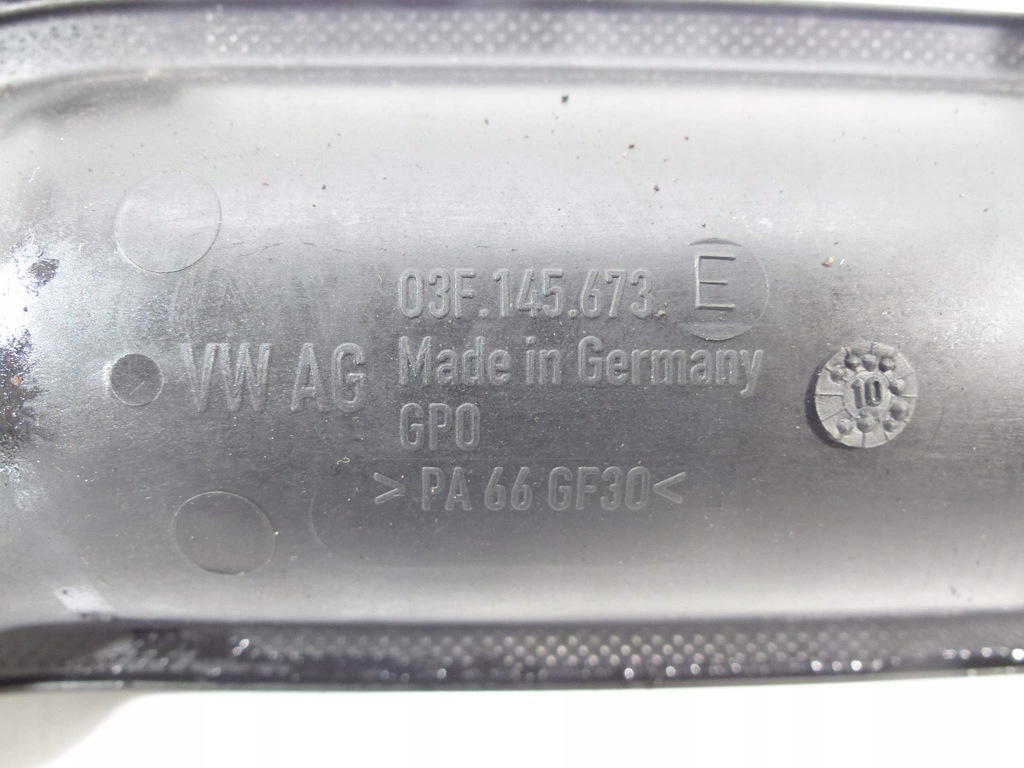 03F.145.673. E
VW AG Made in Germany
GPO
>PA 66 GF30<
10